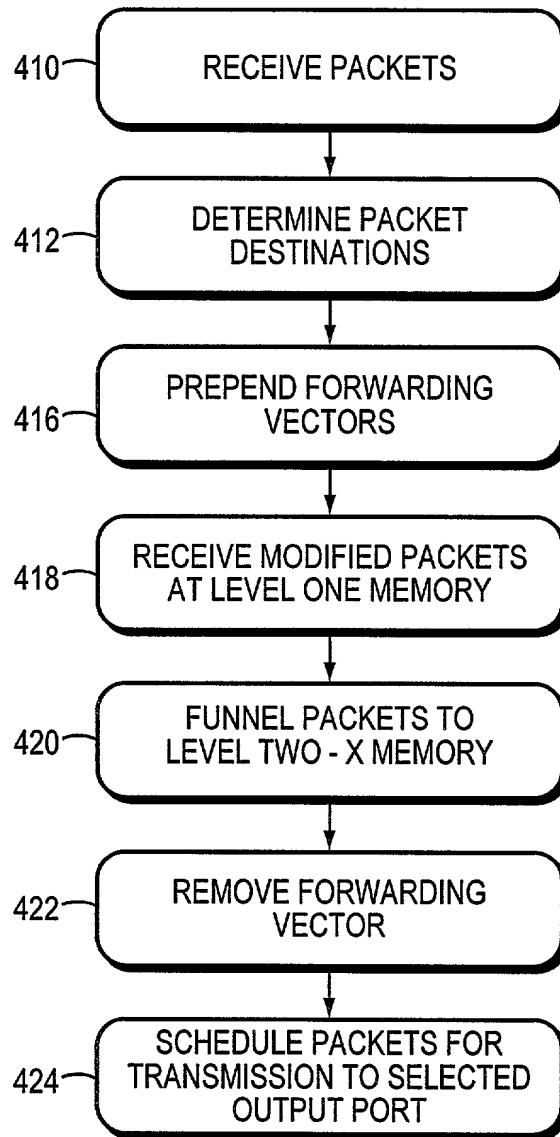 410 RECEIVE PACKETS
412 DETERMINE PACKET
DESTINATIONS
416 PREPEND FORWARDING
VECTORS
418 RECEIVE MODIFIED PACKETS
AT LEVEL ONE MEMORY
420 FUNNEL PACKETS TO
LEVEL TWO - X MEMORY
422 REMOVE FORWARDING
VECTOR
424 SCHEDULE PACKETS FOR
TRANSMISSION TO SELECTED
OUTPUT PORT